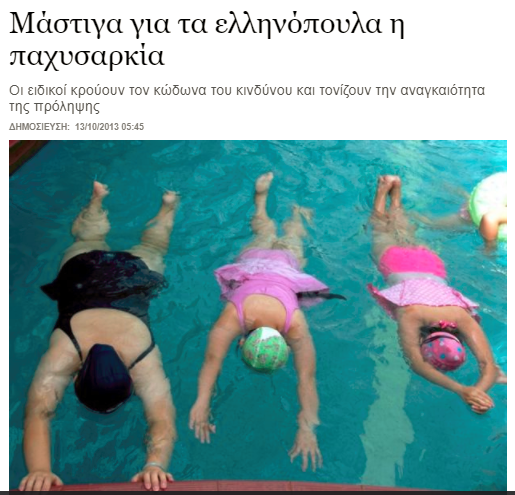 Μάστιγα για τα ελληνόπουλα η
παχυσαρκία
Οι ειδικοί κρούουν τον κώδωνα του κινδύνου και τονίζουν την αναγκαιότητα
της πρόληψης
ΔΗΜΟΣΙΕΥΣΗ: 13/10/2013 05:45